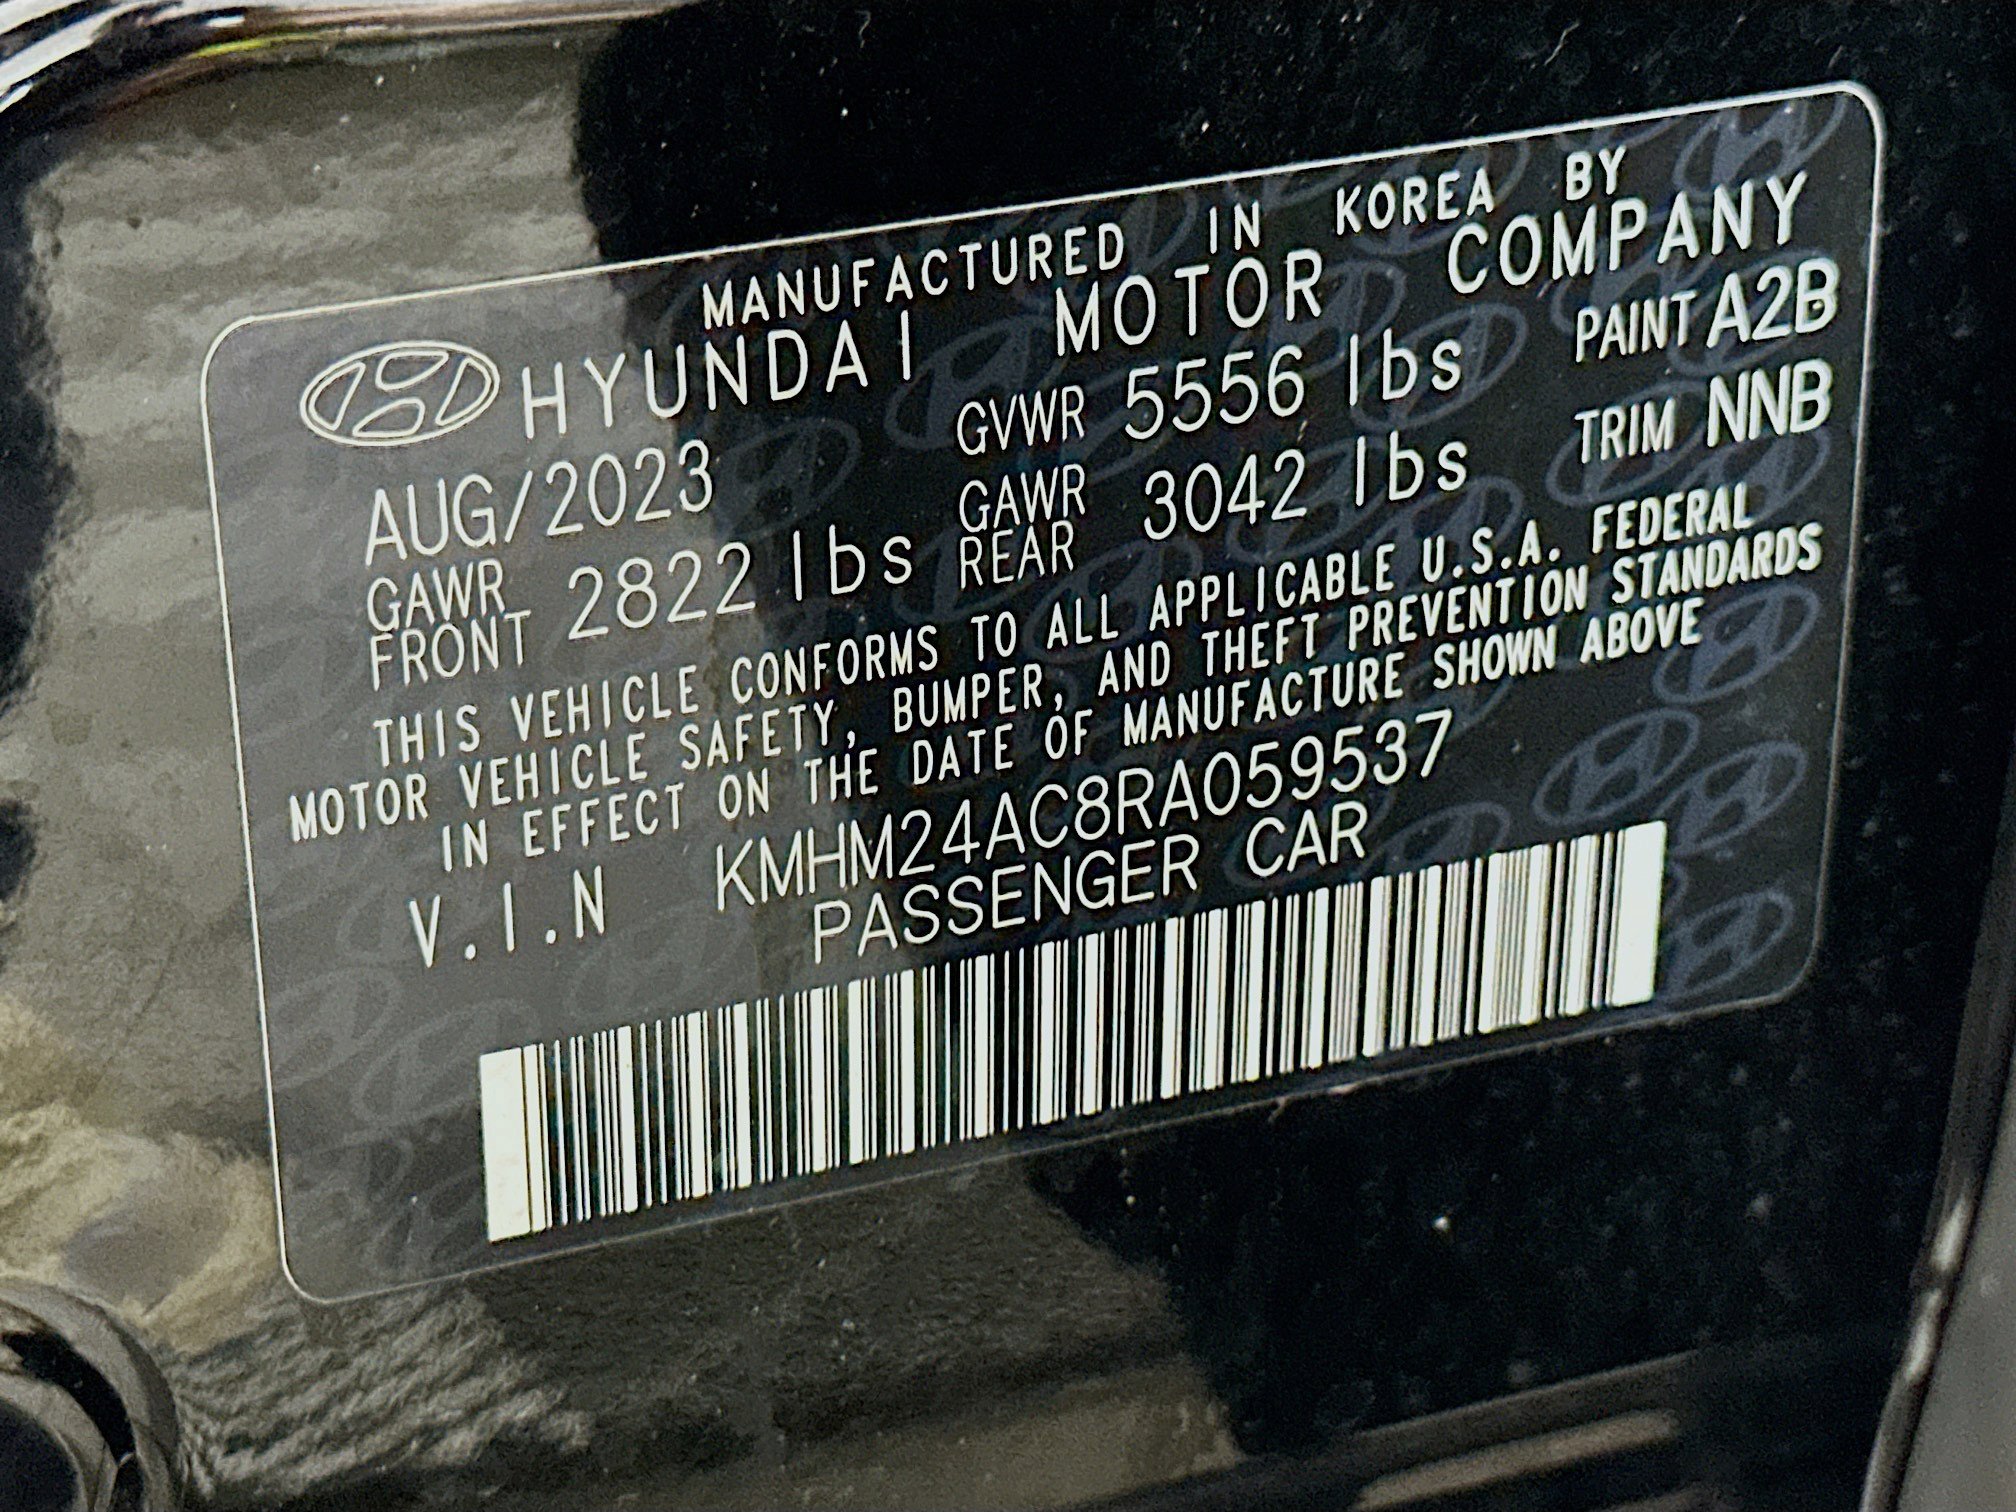 MANUFACTURED IN KOREA BY
HYUNDAI MOTOR COMPANY
AUG/2023 GVWR 5556 lbs PAINT A2B
GAWR FRONT 2822 lbs GAWR REAR 3042 lbs TRIM NNB
THIS VEHICLE CONFORMS TO ALL APPLICABLE U.S.A. FEDERAL
MOTOR VEHICLE SAFETY, BUMPER, AND THEFT PREVENTION STANDARDS
IN EFFECT ON THE DATE OF MANUFACTURE SHOWN ABOVE
V.I.N KMHM24AC8RA059537
PASSENGER CAR